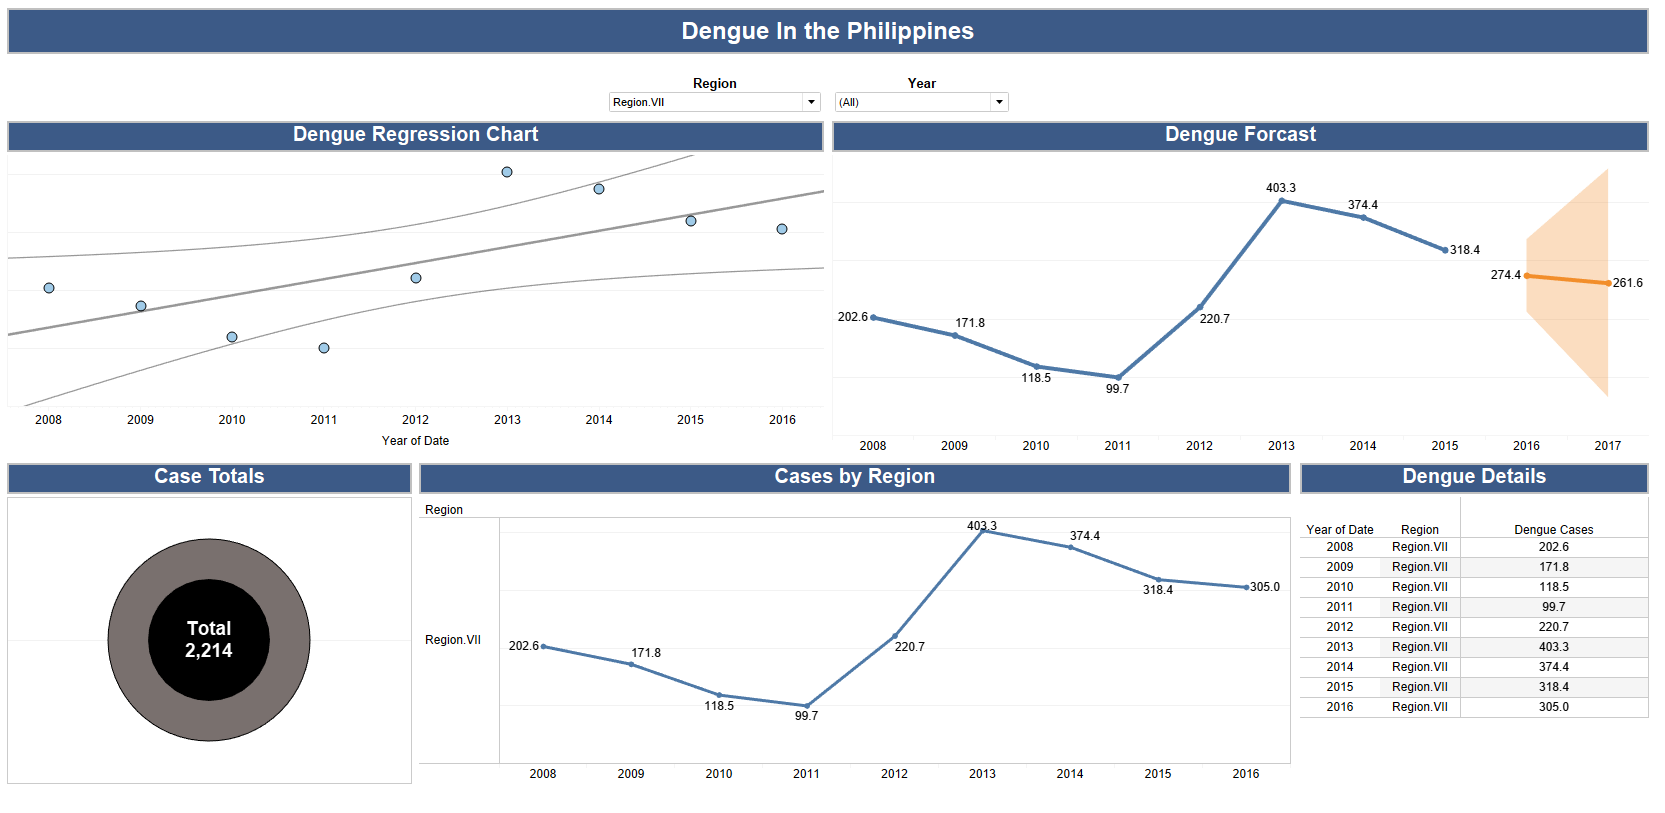 Dengue In the Philippines
Region
Year
Region.VII
(All)
Dengue Regression Chart
2008 2009 2010 2011 2012 2013 2014 2015 2016
Year of Date
Dengue Forcast
403.3
374.4
318.4
274.4
261.6
202.6
171.8
220.7
118.5
99.7
2008 2009 2010 2011 2012 2013 2014 2015 2016 2017
Case Totals
Total
2,214
Cases by Region
Region
Region.VII
403.3
374.4
318.4
305.0
202.6
171.8
220.7
118.5
99.7
2008 2009 2010 2011 2012 2013 2014 2015 2016
Dengue Details
Year of Date Region Dengue Cases
2008 Region.VII 202.6
2009 Region.VII 171.8
2010 Region.VII 118.5
2011 Region.VII 99.7
2012 Region.VII 220.7
2013 Region.VII 403.3
2014 Region.VII 374.4
2015 Region.VII 318.4
2016 Region.VII 305.0